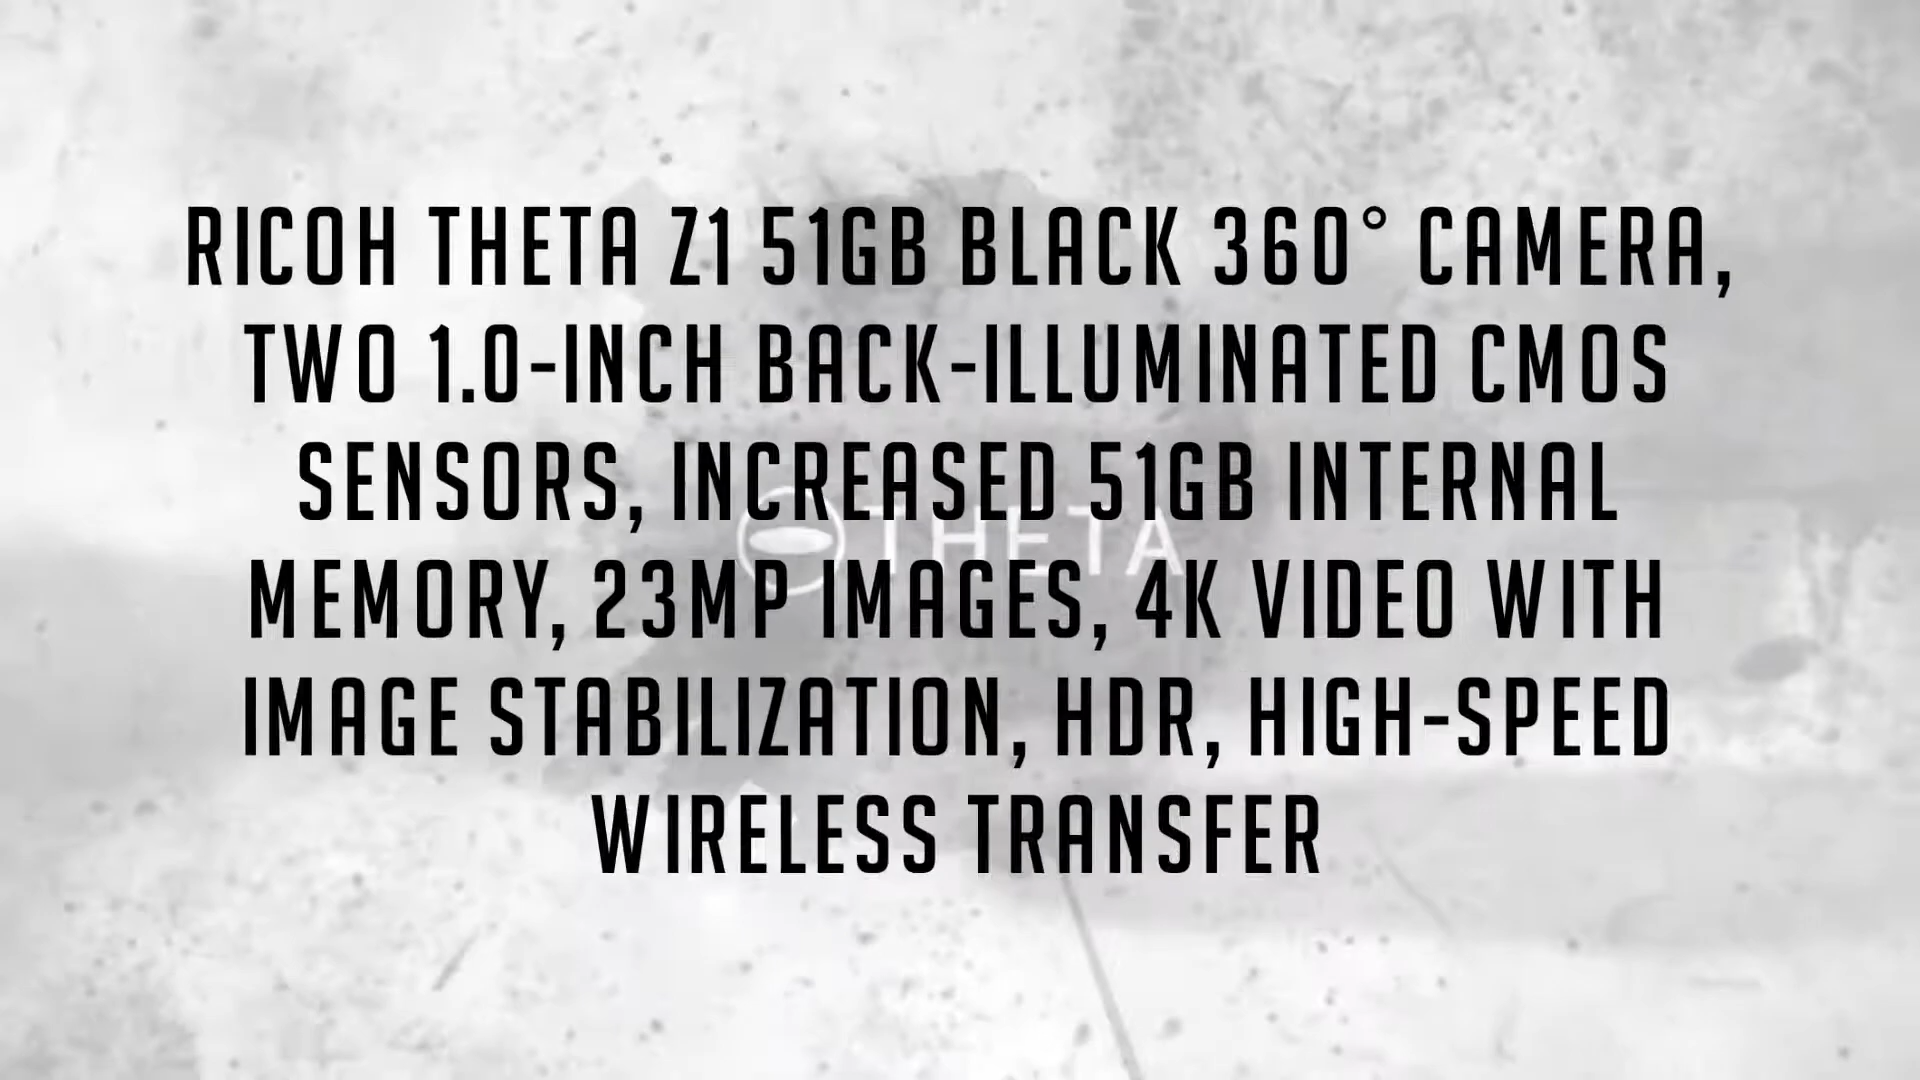 RICOH THETA Z1 51GB BLACK 360° CAMERA,
TWO 1.0-INCH BACK-ILLUMINATED CMOS
SENSORS, INCREASED 51GB INTERNAL
THETA
MEMORY, 23MP IMAGES, 4K VIDEO WITH
IMAGE STABILIZATION, HDR, HIGH-SPEED
WIRELESS TRANSFER